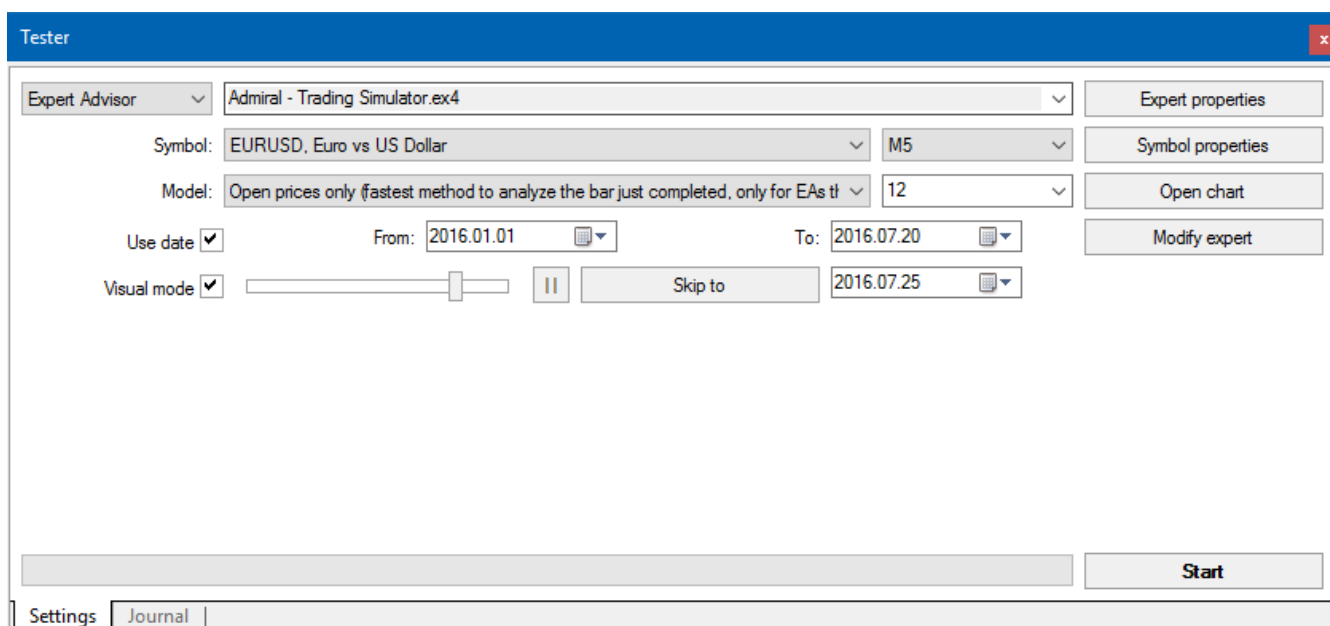 Tester
x
Expert Advisor Admiral - Trading Simulator.ex4 Expert properties
Symbol: EURUSD, Euro vs US Dollar M5 Symbol properties
Model: Open prices only (fastest method to analyze the bar just completed, only for EAs th 12 Open chart
Use date From: 2016.01.01 To: 2016.07.20 Modify expert
Visual mode Skip to 2016.07.25
Start
Settings Journal